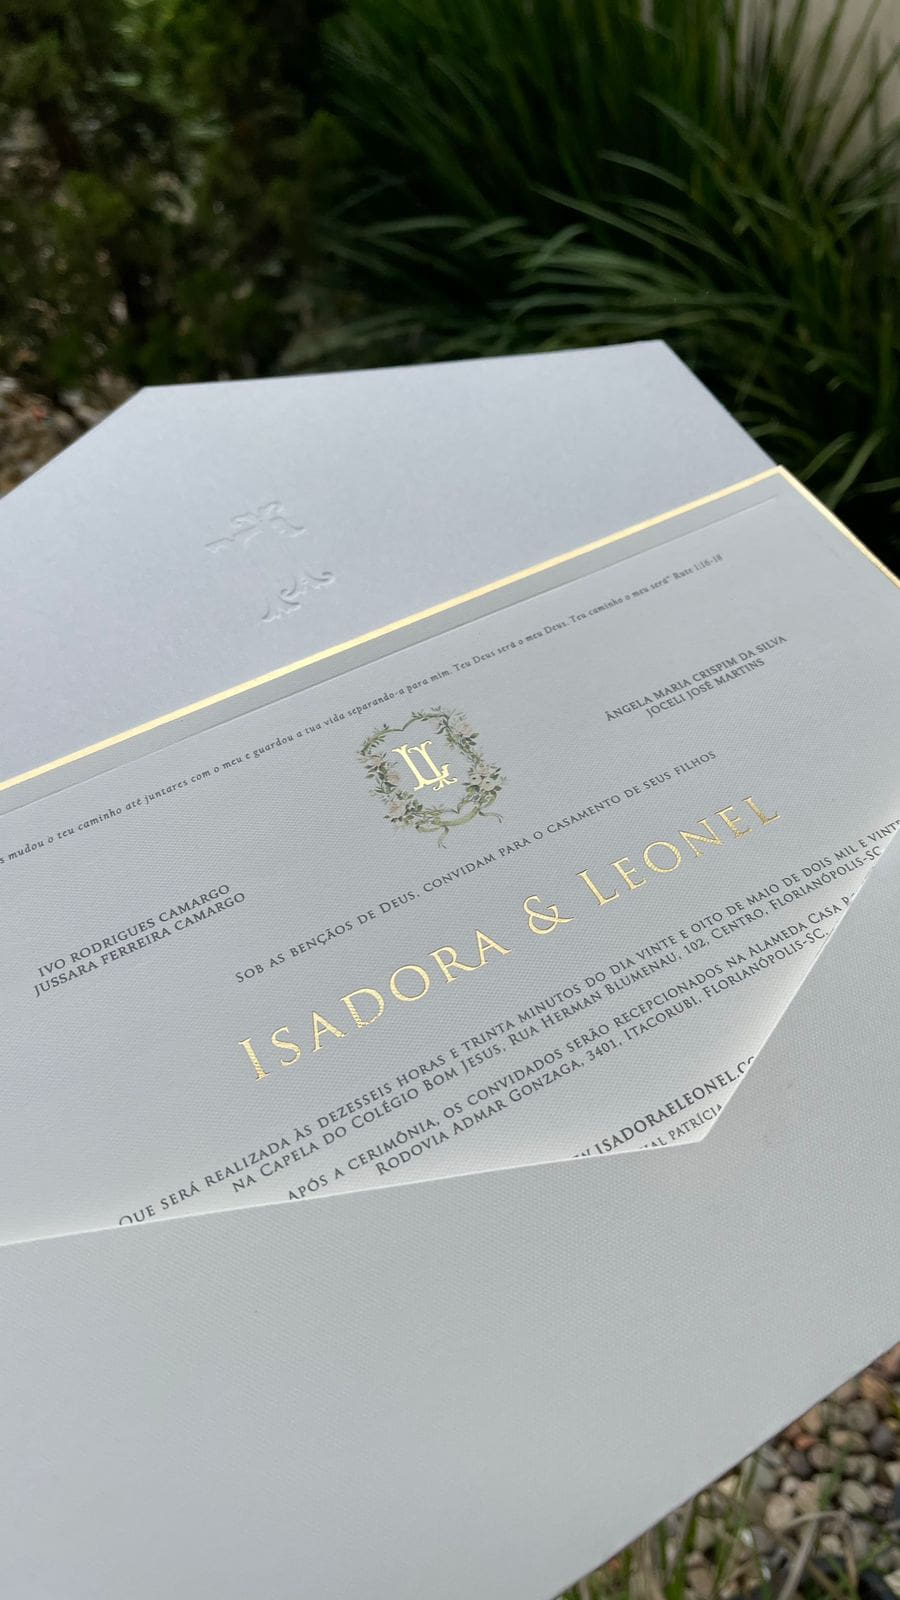 mudou o teu caminho até juntares com o meu e guardou a tua vida separando-a para mim. Teu Deus será o meu Deus. Teu caminho o meu será" Rute 1:16-18
IL
IVO RODRIGUES CAMARGO
JUSSARA FERREIRA CAMARGO
ÂNGELA MARIA CRISPIM DA SILVA
JOCELI JOSÉ MARTINS
SOB AS BENÇÃOS DE DEUS, CONVIDAM PARA O CASAMENTO DE SEUS FILHOS
ISADORA & LEONEL
QUE SERÁ REALIZADA ÀS DEZESSEIS HORAS E TRINTA MINUTOS DO DIA VINTE E OITO DE MAIO DE DOIS MIL E VINTE
NA CAPELA DO COLÉGIO BOM JESUS, RUA HERMAN BLUMENAU, 102, CENTRO, FLORIANÓPOLIS-SC
APÓS A CERIMÔNIA, OS CONVIDADOS SERÃO RECEPCIONADOS NA ALAMEDA CASA
RODOVIA ADMAR GONZAGA, 3401, ITACORUBI, FLORIANÓPOLIS-SC.
.ISADORAELEONEL.CO
PATRÍCIA